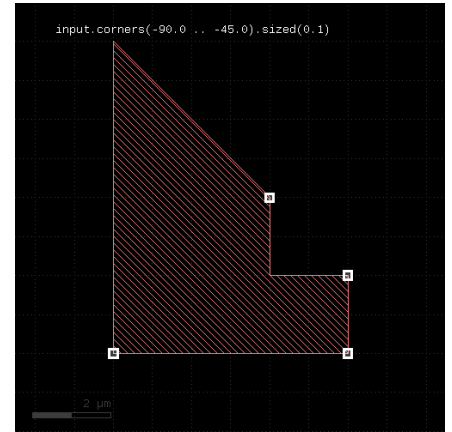 input.corners(-90.0 .. -45.0).sized(0.1)
2 μm